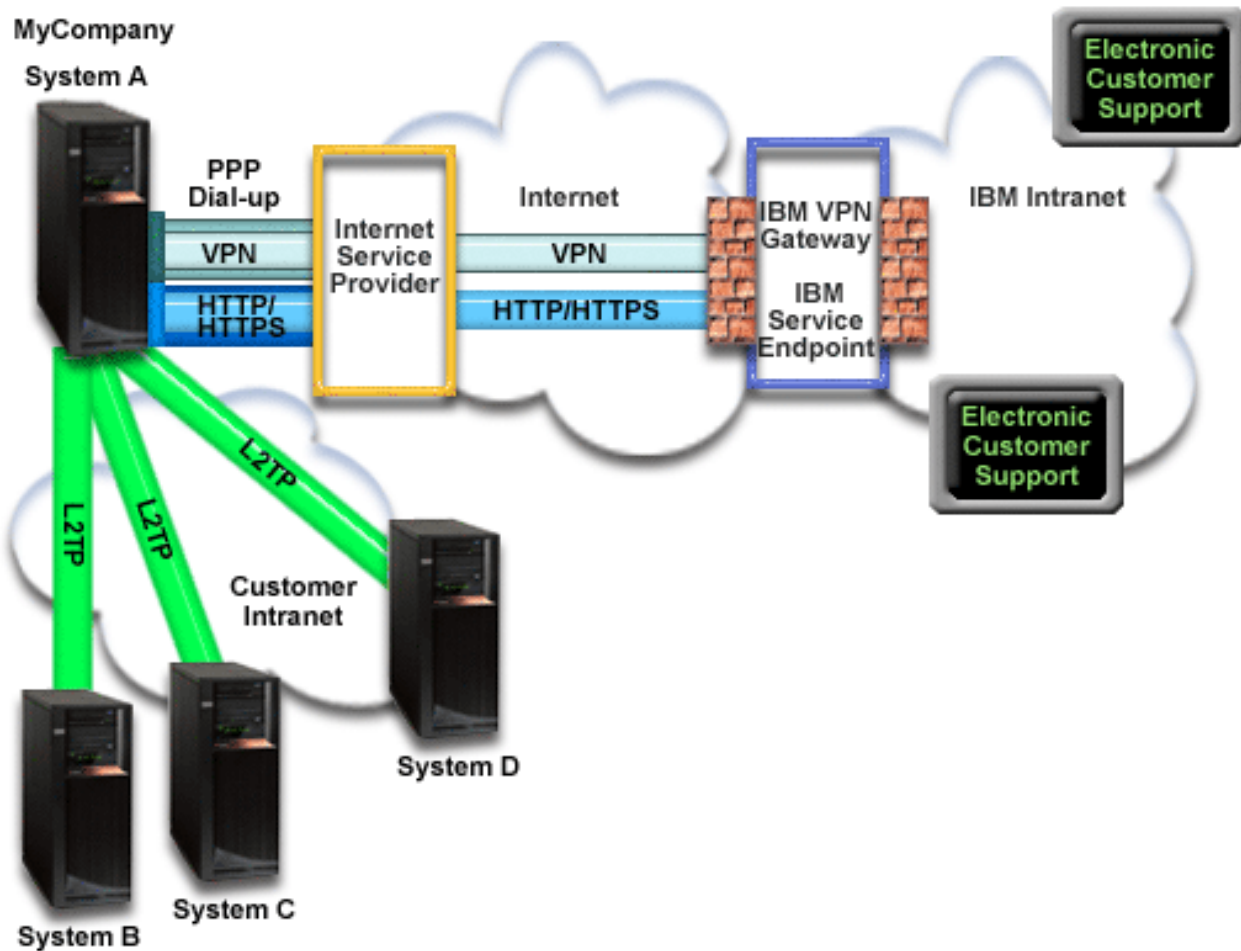 MyCompany
System A
PPP
Dial-up
VPN
HTTP/
HTTPS
Internet
Service
Provider
Internet
VPN
HTTP/HTTPS
IBM VPN
Gateway
IBM
Service
Endpoint
IBM Intranet
Electronic
Customer
Support
Electronic
Customer
Support
L2TP
L2TP
L2TP
Customer
Intranet
System D
System C
System B